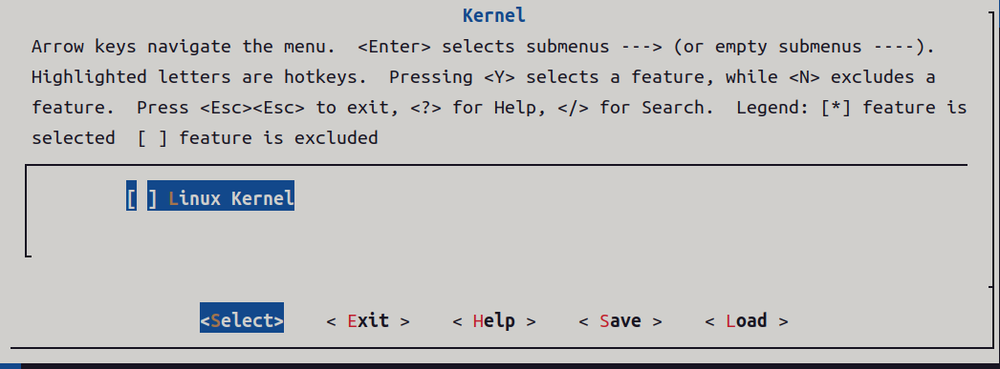 Kernel
Arrow keys navigate the menu.  <Enter> selects submenus ---> (or empty submenus ----).
Highlighted letters are hotkeys.  Pressing <Y> selects a feature, while <N> excludes a
feature.  Press <Esc><Esc> to exit, <?> for Help, </> for Search.  Legend: [*] feature is
selected  [ ] feature is excluded
[ ] Linux Kernel
<Select>    < Exit >    < Help >    < Save >    < Load >